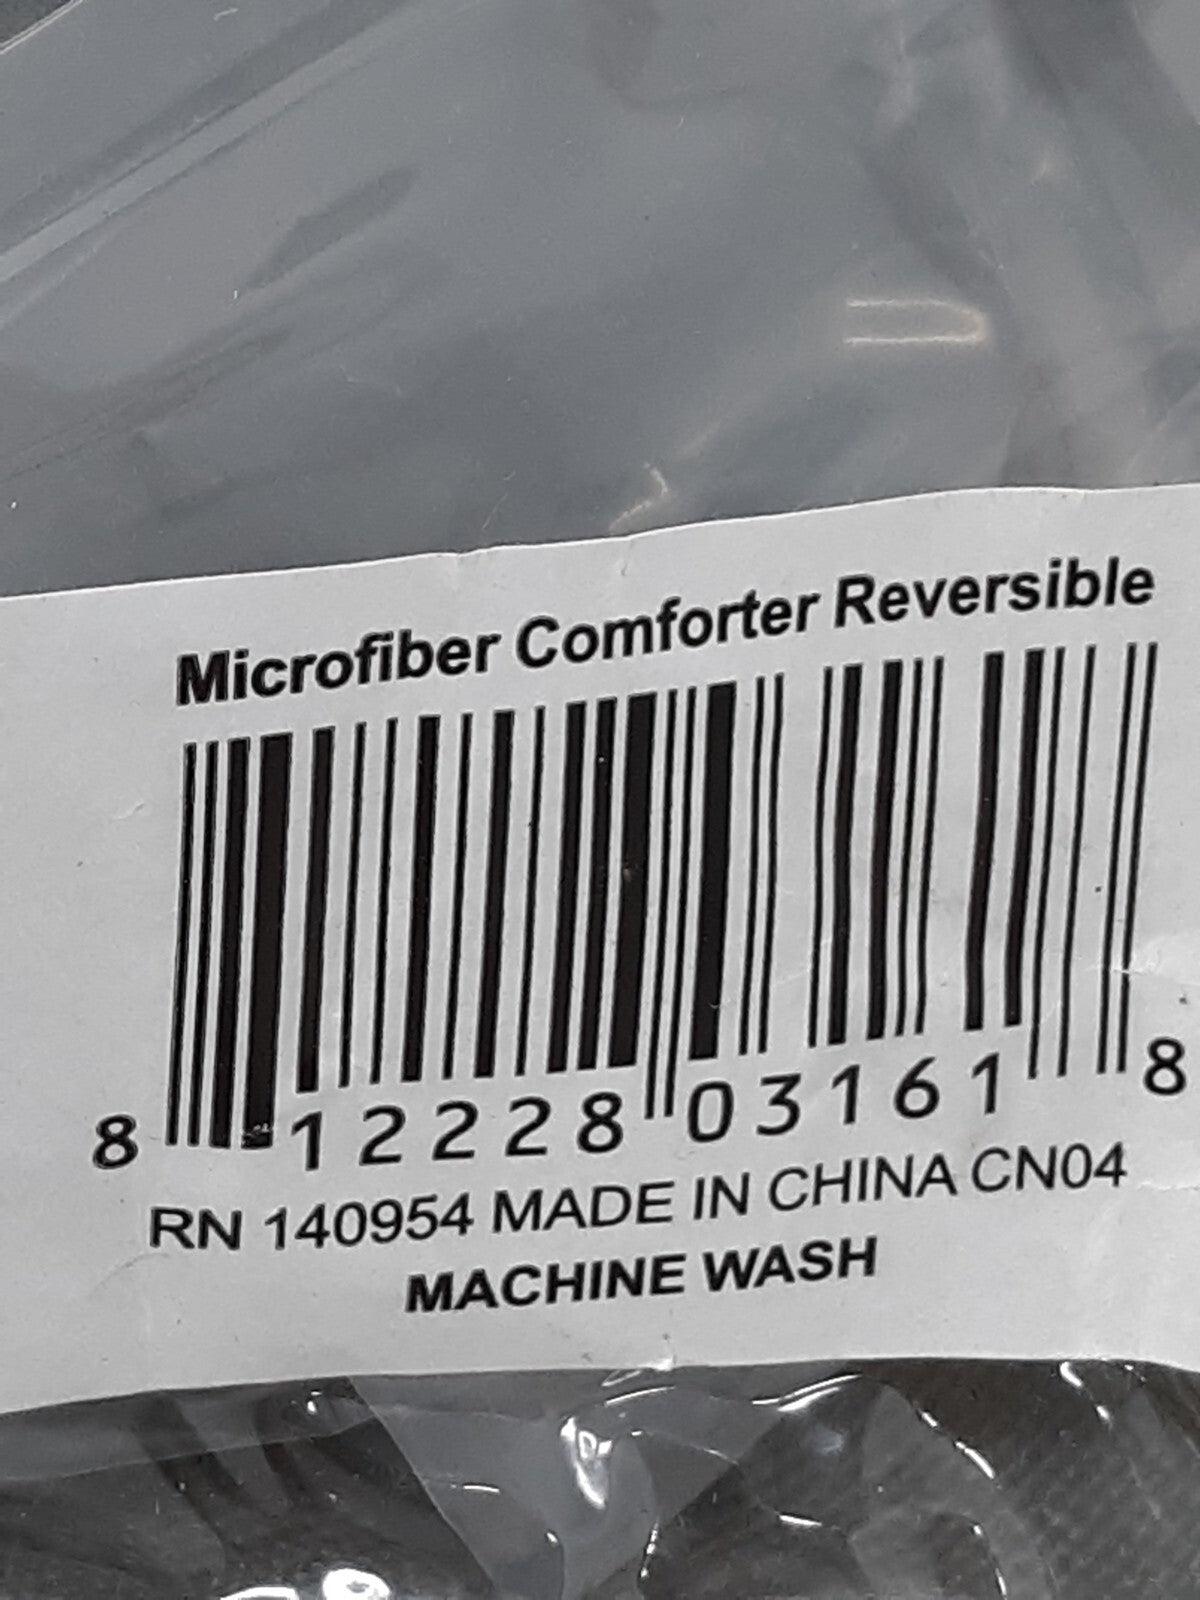 Microfiber Comforter Reversible
8 12228 03161 8
RN 140954 MADE IN CHINA CN04
MACHINE WASH